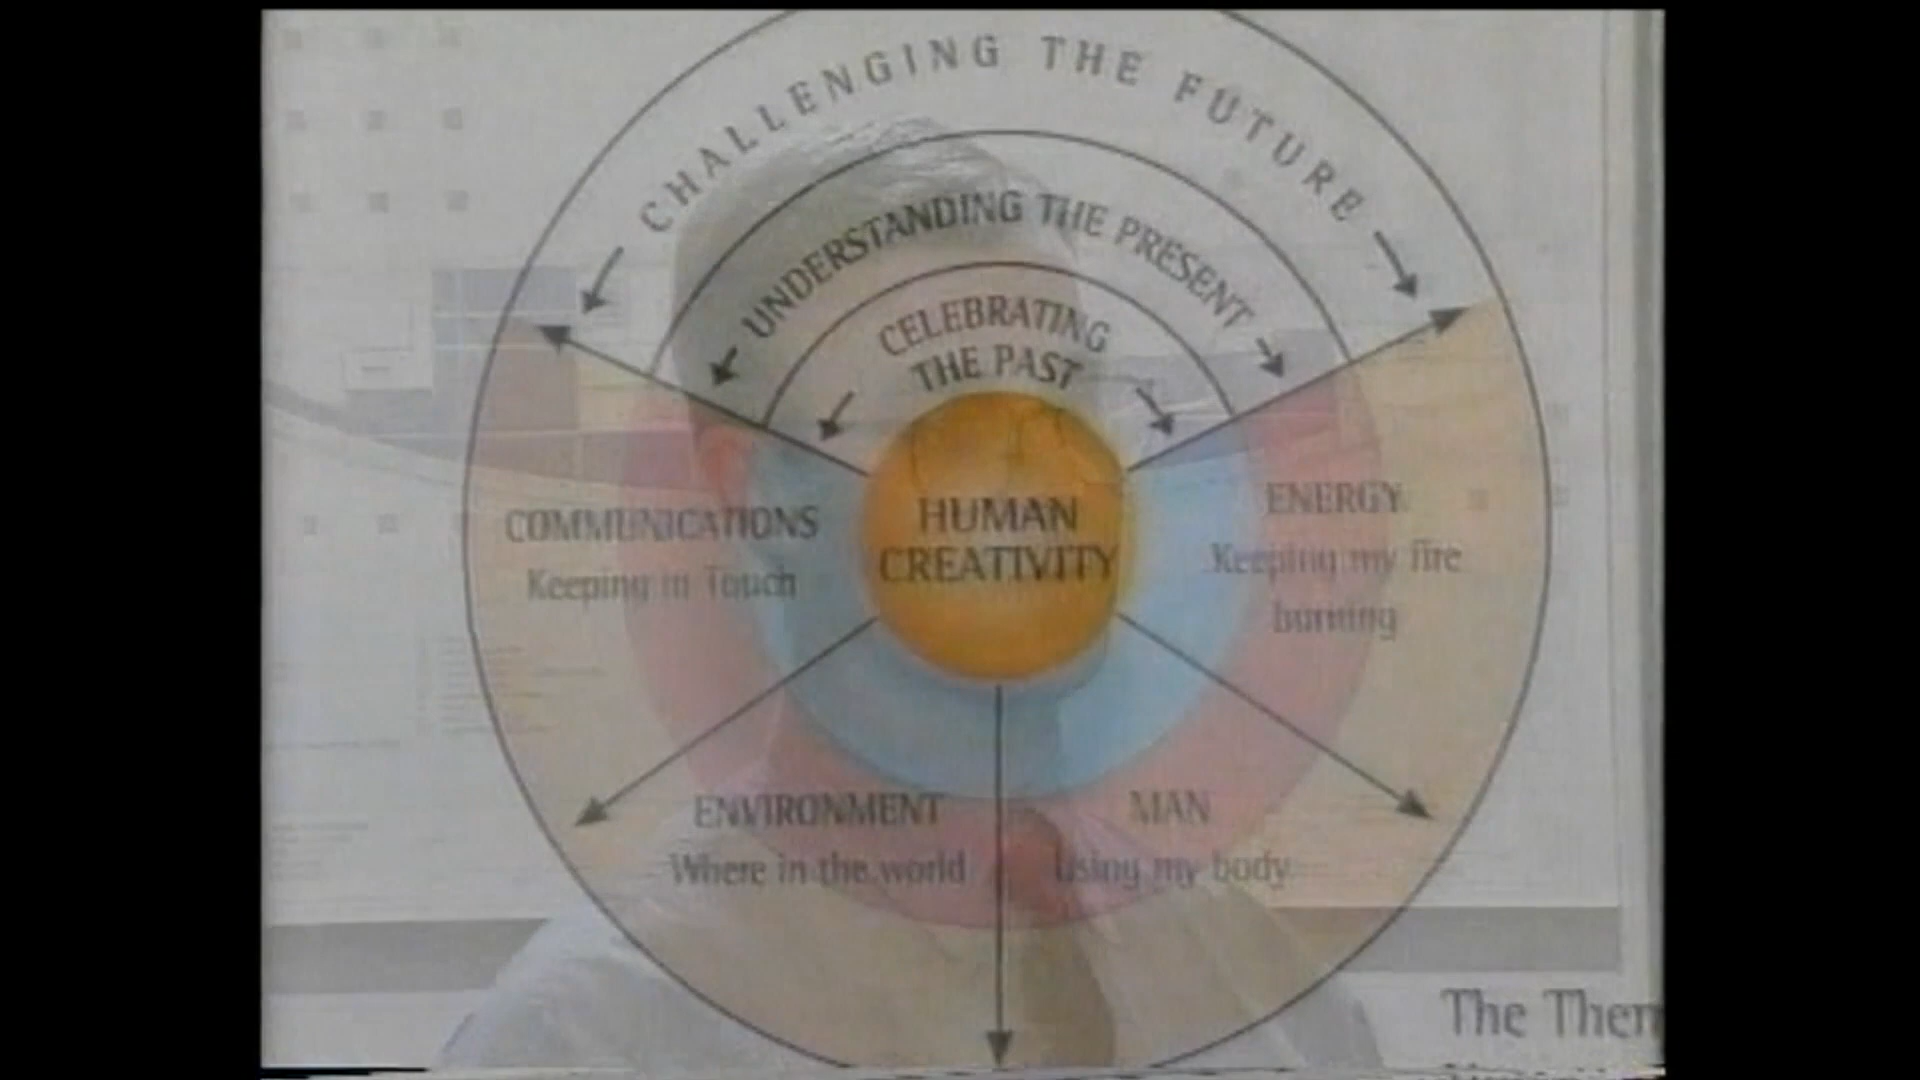 CHALLENGING THE FUTURE
UNDERSTANDING THE PRESENT
CELEBRATING
THE PAST
HUMAN
CREATIVITY
COMMUNICATIONS
Keeping in Touch
ENERGY
Keeping my fire
burning
ENVIRONMENT
Where in the world
MAN
Using my body
The Them